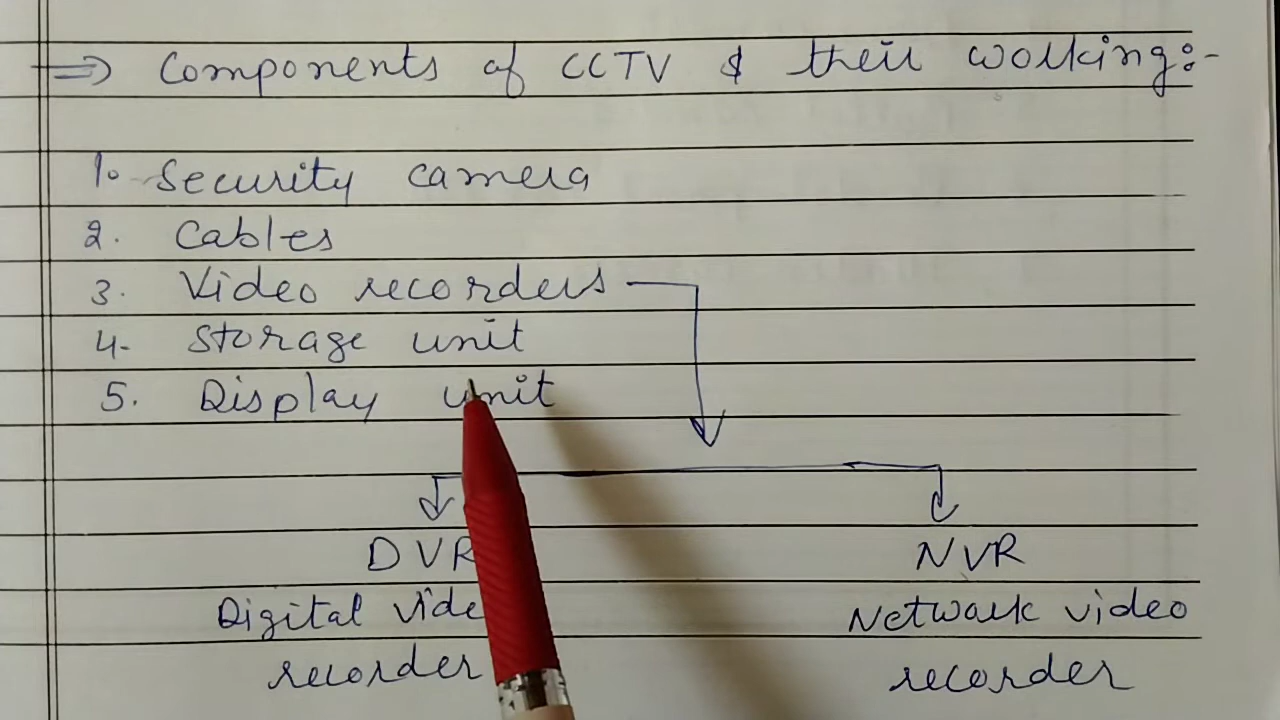 ⇒ Components of CCTV & their working:-
1. Security camera
2. Cables
3. Video recorders
4. Storage unit
5. Display unit
DVR NVR
Digital vide Network video
recorder recorder